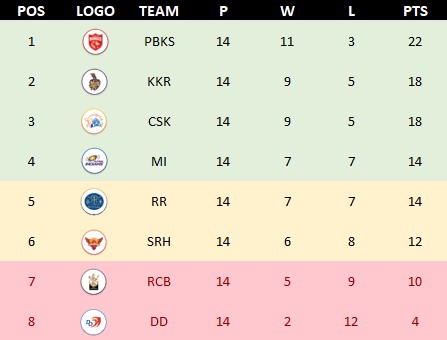 POS LOGO TEAM P W L PTS
1 PBKS 14 11 3 22
2 KKR 14 9 5 18
3 CSK 14 9 5 18
4 MI 14 7 7 14
5 RR 14 7 7 14
6 SRH 14 6 8 12
7 RCB 14 5 9 10
8 DD 14 2 12 4